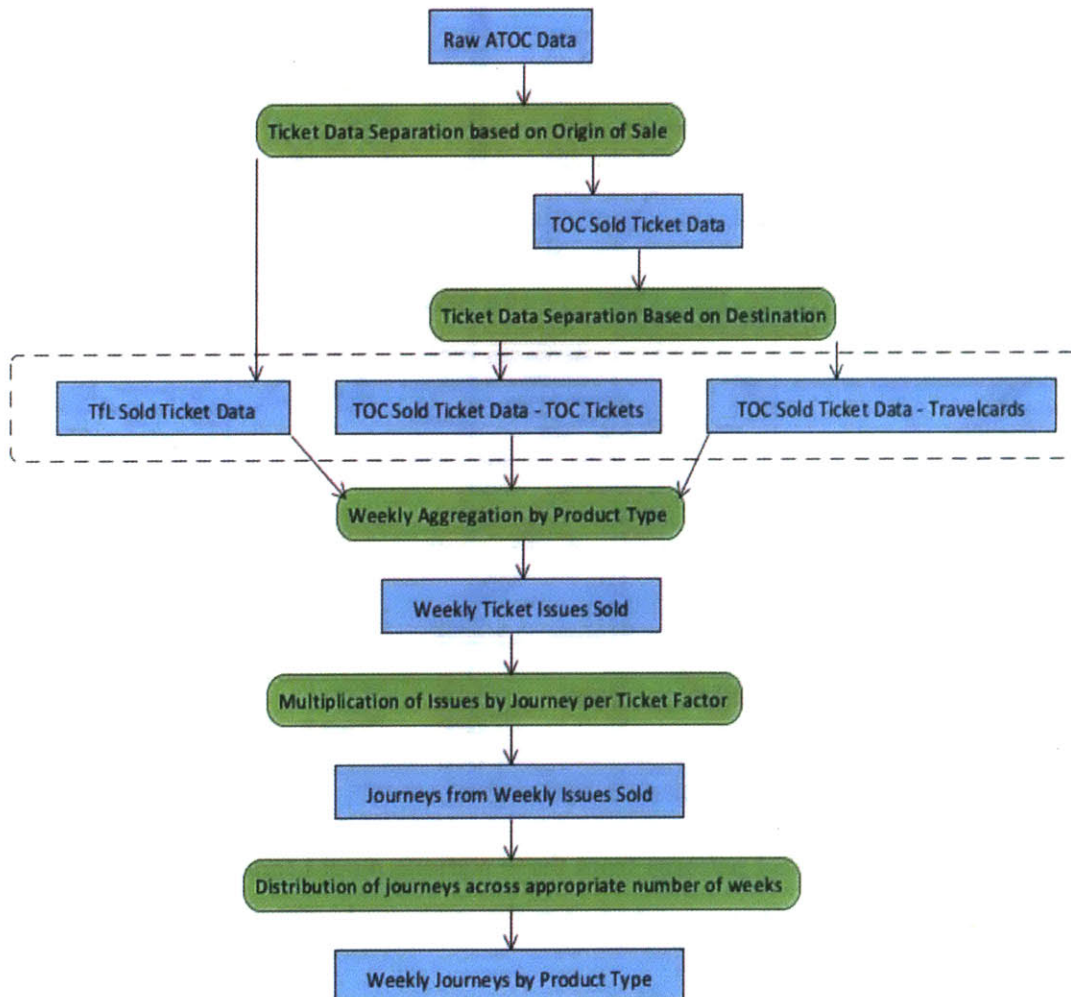 Raw ATOC Data
Ticket Data Separation based on Origin of Sale
TOC Sold Ticket Data
Ticket Data Separation Based on Destination
TfL Sold Ticket Data
TOC Sold Ticket Data - TOC Tickets
TOC Sold Ticket Data - Travelcards
Weekly Aggregation by Product Type
Weekly Ticket Issues Sold
Multiplication of Issues by Journey per Ticket Factor
Journeys from Weekly Issues Sold
Distribution of journeys across appropriate number of weeks
Weekly Journeys by Product Type